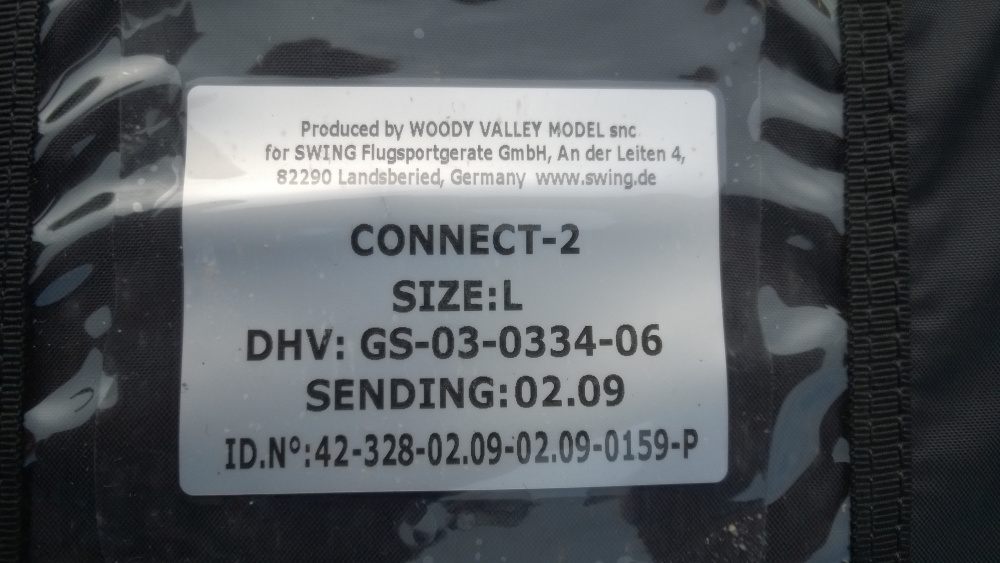 Produced by WOODY VALLEY MODEL snc
for SWING Flugsportgerate GmbH, An der Leiten 4,
82290 Landsberied, Germany www.swing.de
CONNECT-2
SIZE:L
DHV: GS-03-0334-06
SENDING:02.09
ID.Nº:42-328-02.09-02.09-0159-P